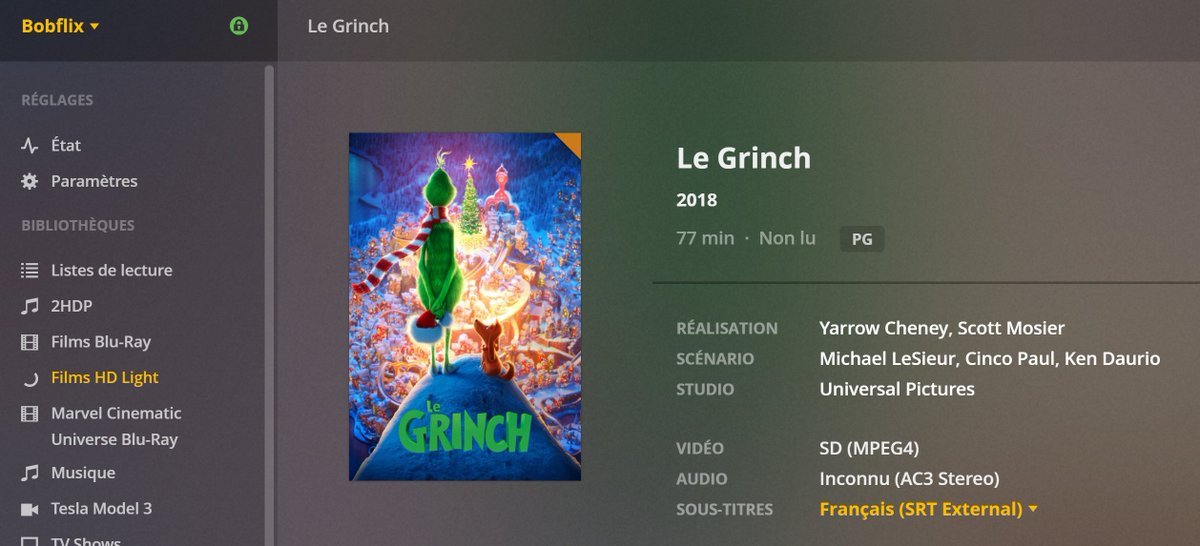 Bobflix
Le Grinch
RÉGLAGES
État
Paramètres
BIBLIOTHÈQUES
Listes de lecture
2HDP
Films Blu-Ray
Films HD Light
Marvel Cinematic
Universe Blu-Ray
Musique
Tesla Model 3
TV Shows
Le
GRINCH
Le Grinch
2018
77 min · Non lu PG
RÉALISATION Yarrow Cheney, Scott Mosier
SCÉNARIO Michael LeSieur, Cinco Paul, Ken Daurio
STUDIO Universal Pictures
VIDÉO SD (MPEG4)
AUDIO Inconnu (AC3 Stereo)
SOUS-TITRES Français (SRT External)